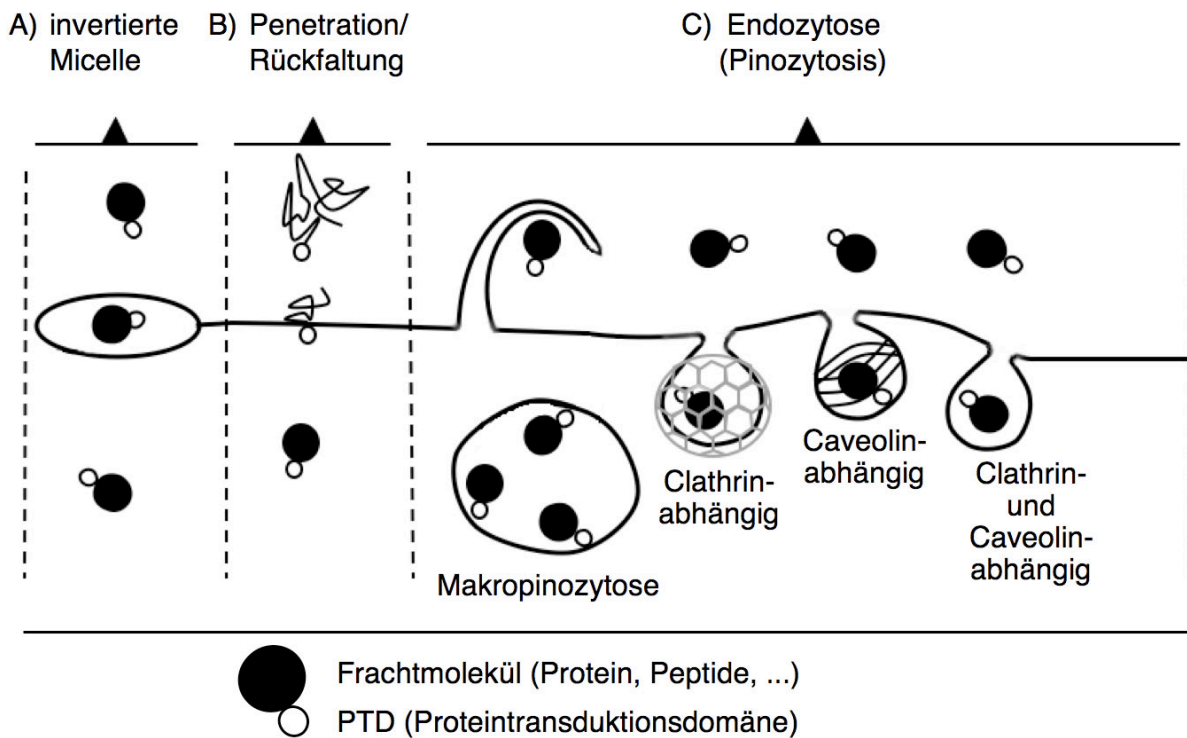 A) invertierte
Micelle
B) Penetration/
Rückfaltung
C) Endozytose
(Pinozytosis)
Makropinozytose
Clathrin-
abhängig
Caveolin-
abhängig
Clathrin-
und
Caveolin-
abhängig
Frachtmolekül (Protein, Peptide, ...)
PTD (Proteintransduktionsdomäne)